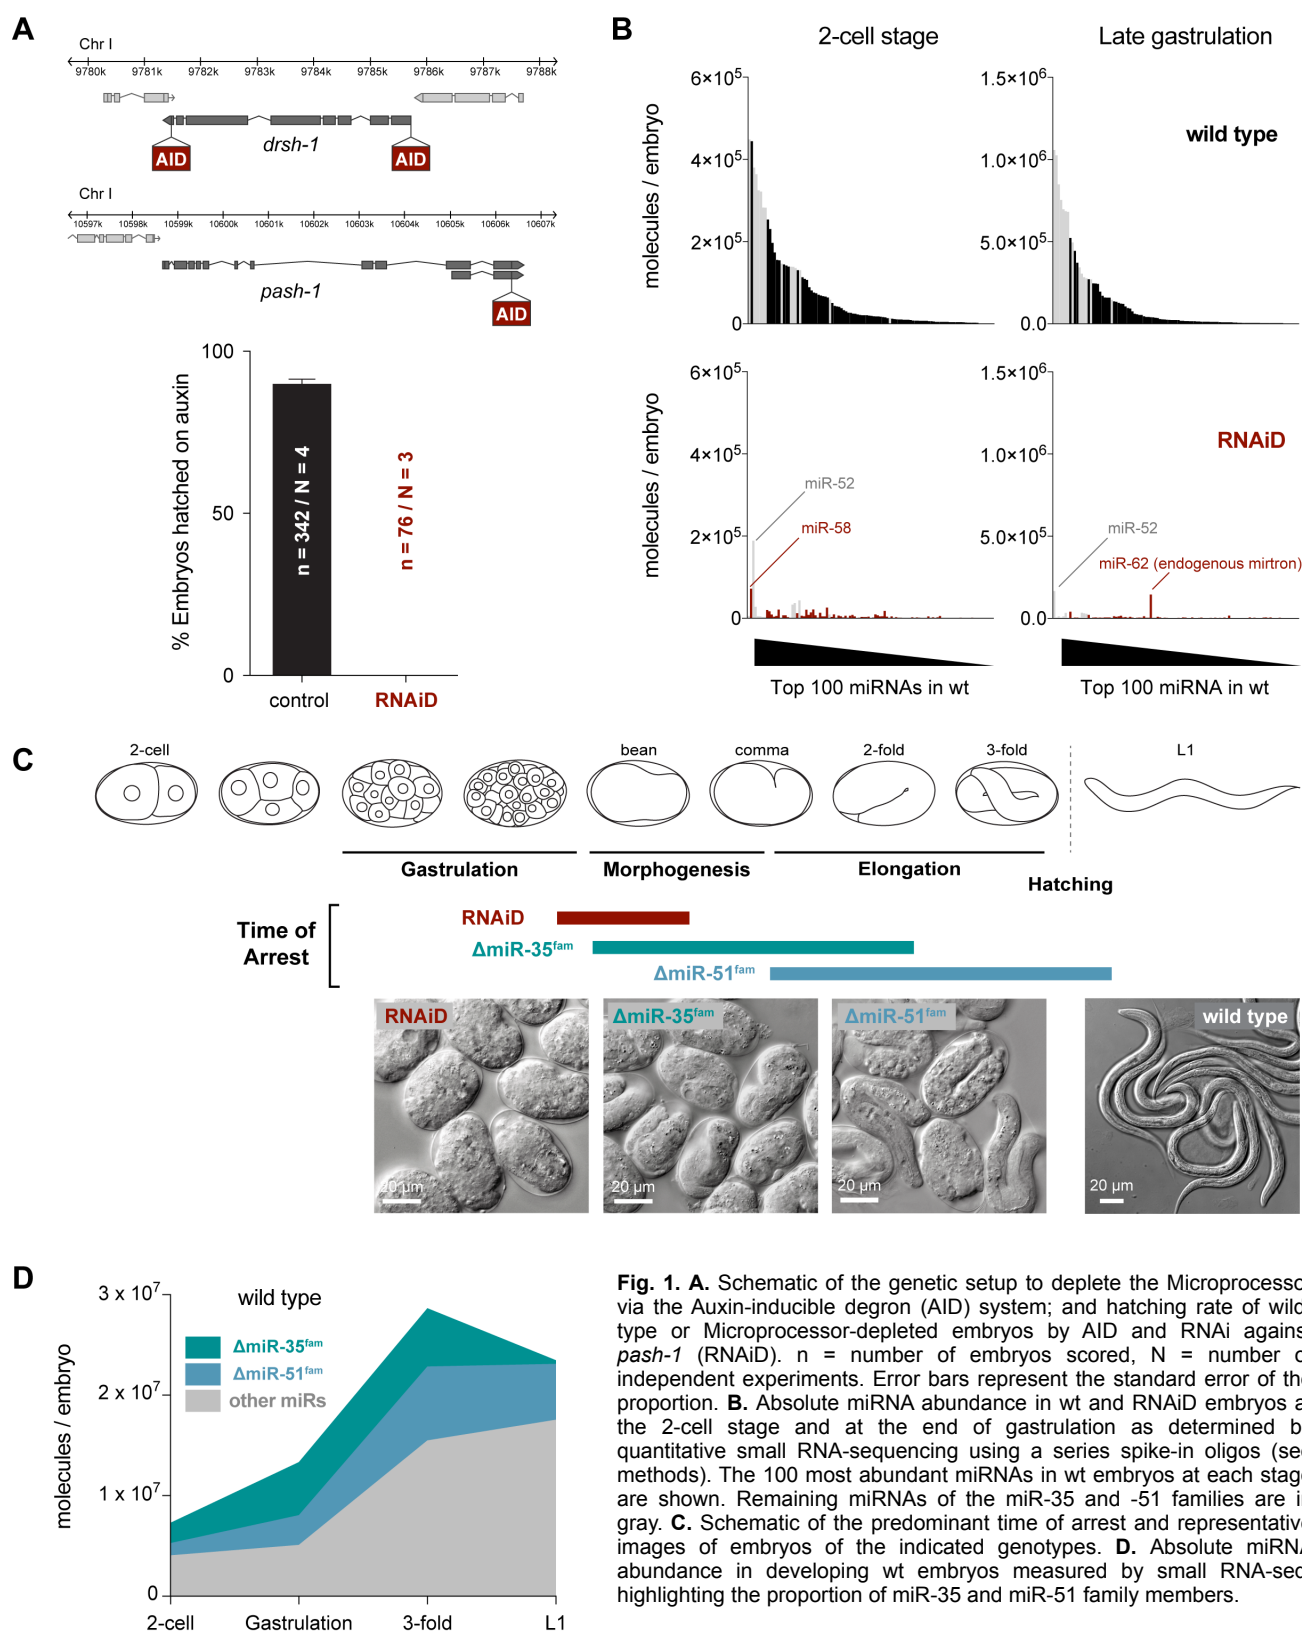 A
Chr I
9780k 9781k 9782k 9783k 9784k 9785k 9786k 9787k 9788k
drsh-1
AID AID
Chr I
10597k 10598k 10599k 10600k 10601k 10602k 10603k 10604k 10605k 10606k 10607k
pash-1
AID
% Embryos hatched on auxin
100
50
0
n = 342 / N = 4
n = 76 / N = 3
control RNAiD
B
2-cell stage Late gastrulation
molecules / embryo
6×10⁵
4×10⁵
2×10⁵
0
1.5×10⁶
1.0×10⁶
5.0×10⁵
0.0
wild type
molecules / embryo
6×10⁵
4×10⁵
2×10⁵
0
miR-52
miR-58
1.5×10⁶
1.0×10⁶
5.0×10⁵
0.0
RNAiD
miR-52
miR-62 (endogenous mirtron)
Top 100 miRNAs in wt Top 100 miRNA in wt
C
2-cell bean comma 2-fold 3-fold L1
Gastrulation Morphogenesis Elongation
Hatching
Time of
Arrest
RNAiD
ΔmiR-35fam
ΔmiR-51fam
RNAiD ΔmiR-35fam ΔmiR-51fam wild type
20 µm 20 µm 20 µm 20 µm
D
molecules / embryo
3 x 10⁷
2 x 10⁷
1 x 10⁷
0
wild type
ΔmiR-35fam
ΔmiR-51fam
other miRs
2-cell Gastrulation 3-fold L1
Fig. 1. A. Schematic of the genetic setup to deplete the Microprocesso
via the Auxin-inducible degron (AID) system; and hatching rate of wild
type or Microprocessor-depleted embryos by AID and RNAi agains
pash-1 (RNAiD). n = number of embryos scored, N = number o
independent experiments. Error bars represent the standard error of the
proportion. B. Absolute miRNA abundance in wt and RNAiD embryos a
the 2-cell stage and at the end of gastrulation as determined b
quantitative small RNA-sequencing using a series spike-in oligos (see
methods). The 100 most abundant miRNAs in wt embryos at each stage
are shown. Remaining miRNAs of the miR-35 and -51 families are i
gray. C. Schematic of the predominant time of arrest and representative
images of embryos of the indicated genotypes. D. Absolute miRNA
abundance in developing wt embryos measured by small RNA-sec
highlighting the proportion of miR-35 and miR-51 family members.